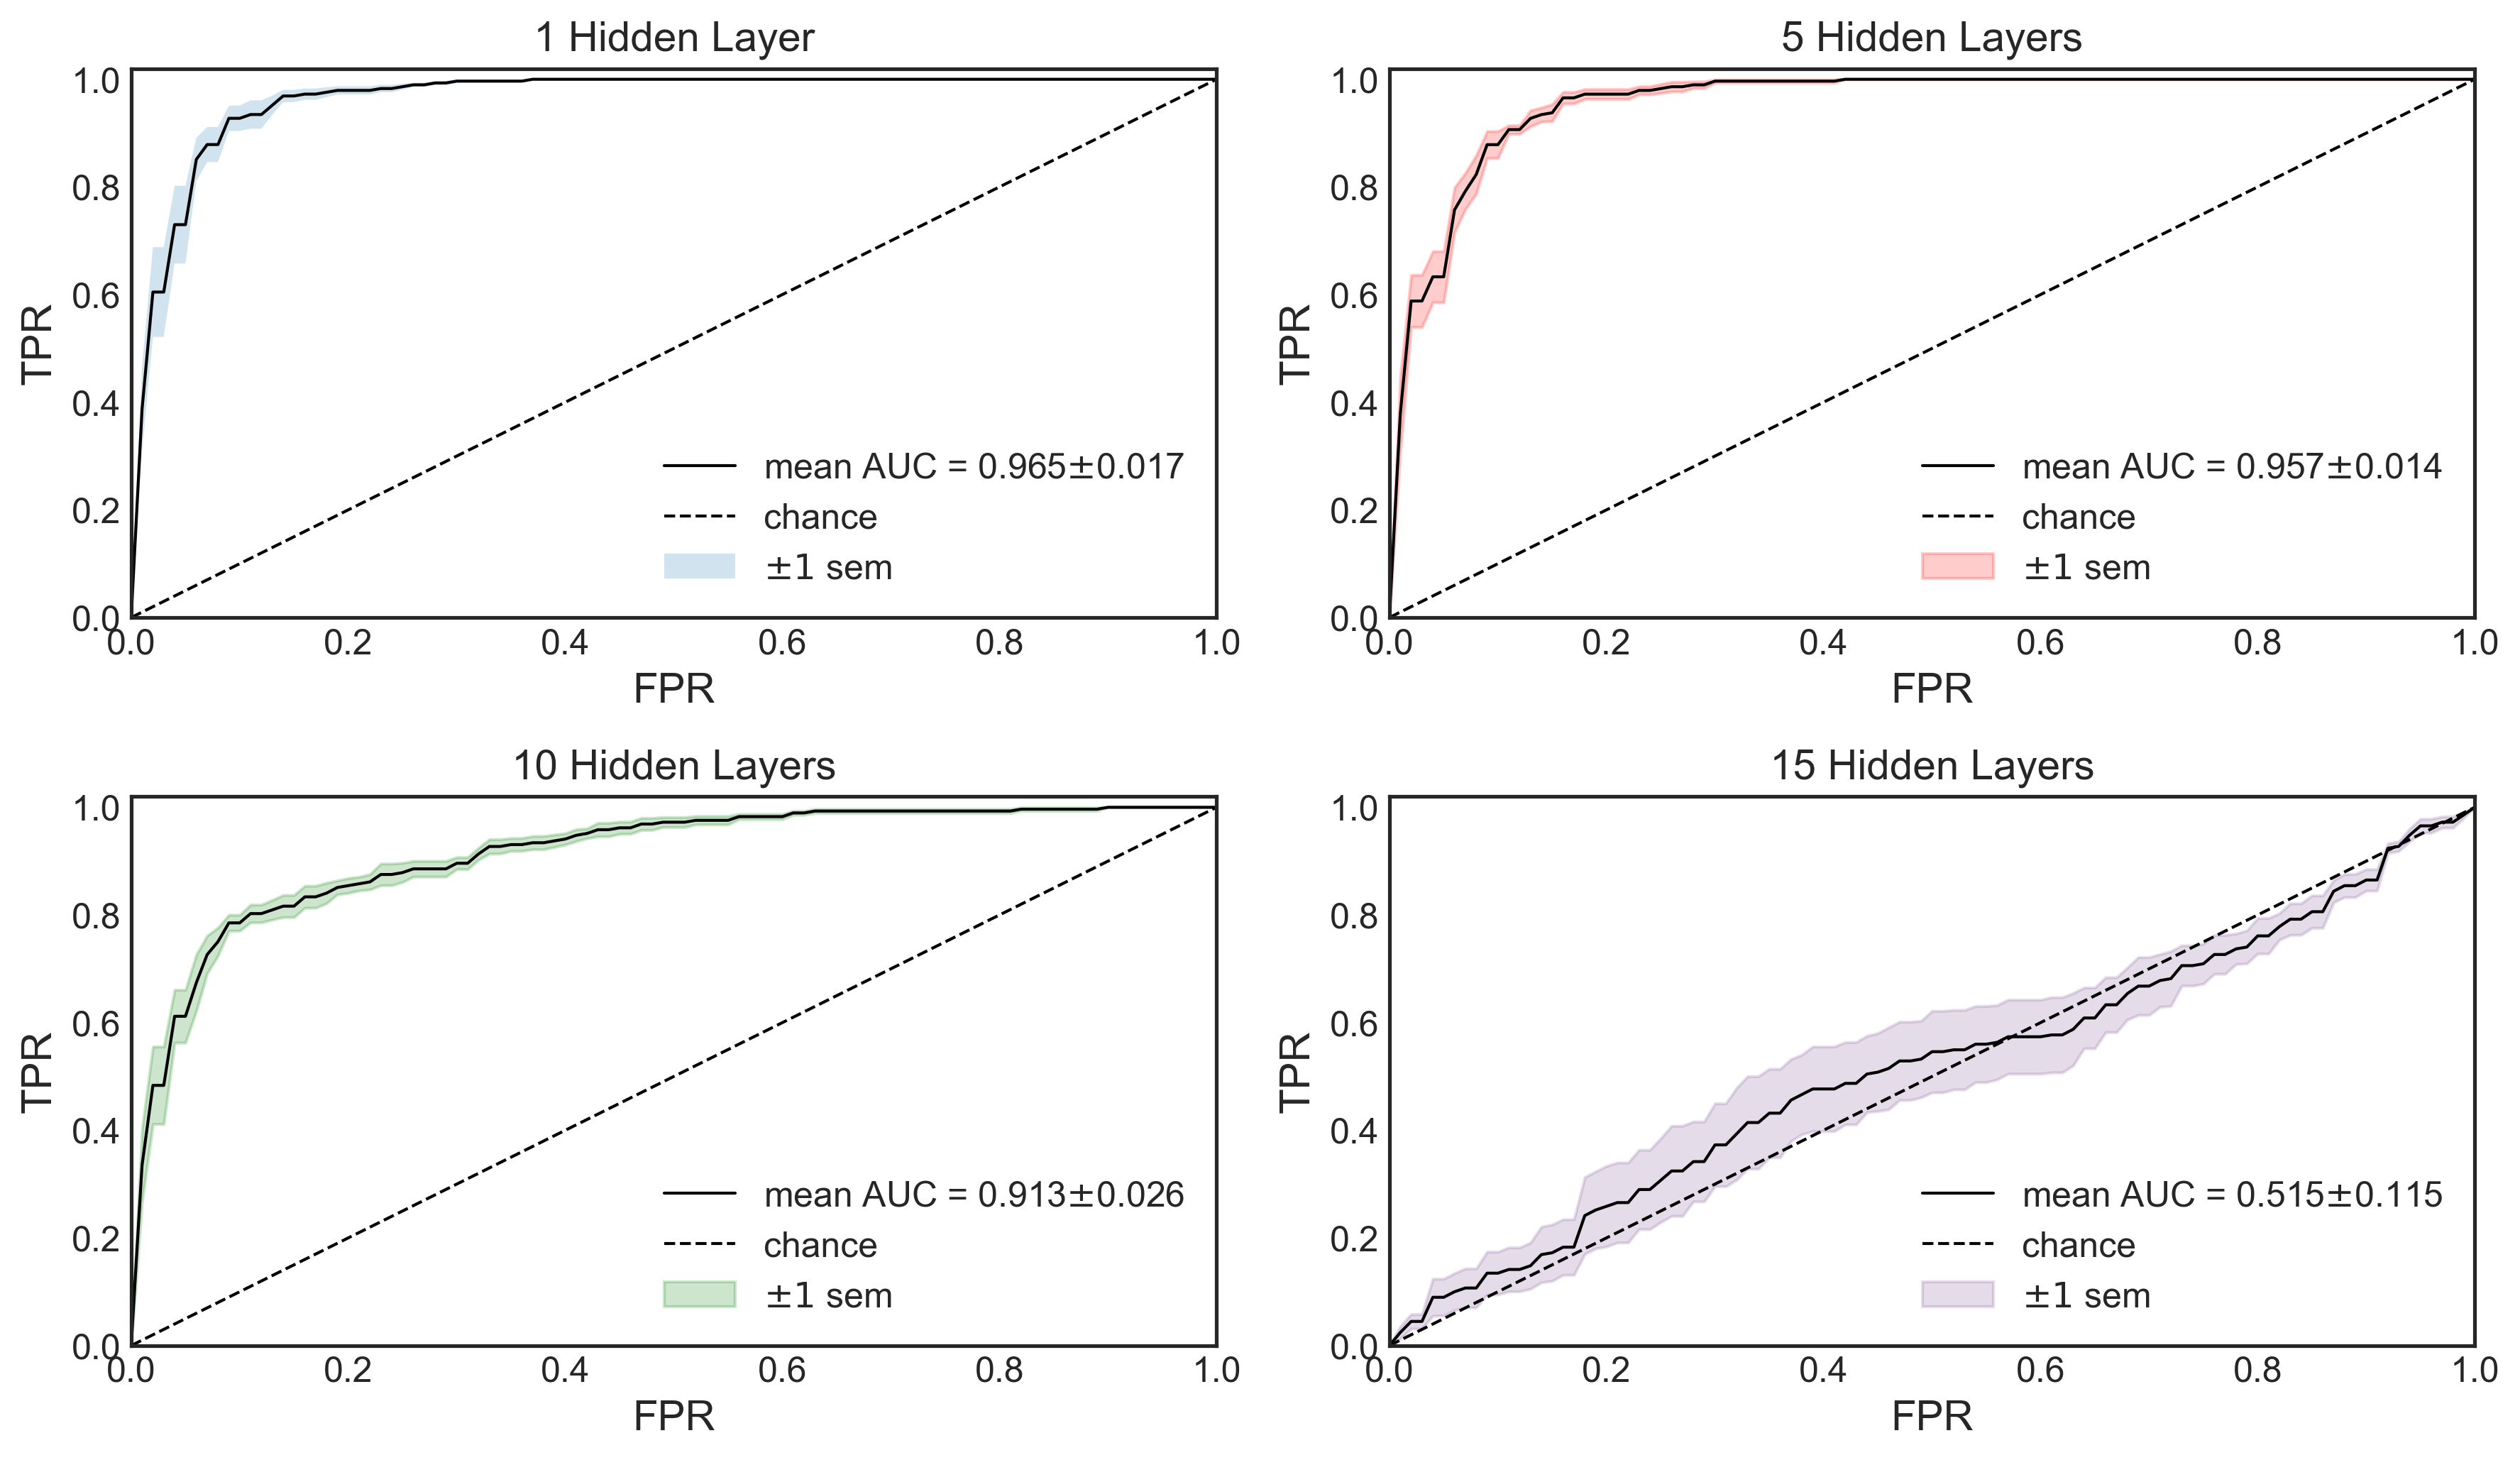 1 Hidden Layer
1.0
0.8
0.6
0.4
0.2
0.0
TPR
mean AUC = 0.965±0.017
chance
±1 sem
0.0 0.2 0.4 0.6 0.8 1.0
FPR
5 Hidden Layers
1.0
0.8
0.6
0.4
0.2
0.0
TPR
mean AUC = 0.957±0.014
chance
±1 sem
0.0 0.2 0.4 0.6 0.8 1.0
FPR
10 Hidden Layers
1.0
0.8
0.6
0.4
0.2
0.0
TPR
mean AUC = 0.913±0.026
chance
±1 sem
0.0 0.2 0.4 0.6 0.8 1.0
FPR
15 Hidden Layers
1.0
0.8
0.6
0.4
0.2
0.0
TPR
mean AUC = 0.515±0.115
chance
±1 sem
0.0 0.2 0.4 0.6 0.8 1.0
FPR